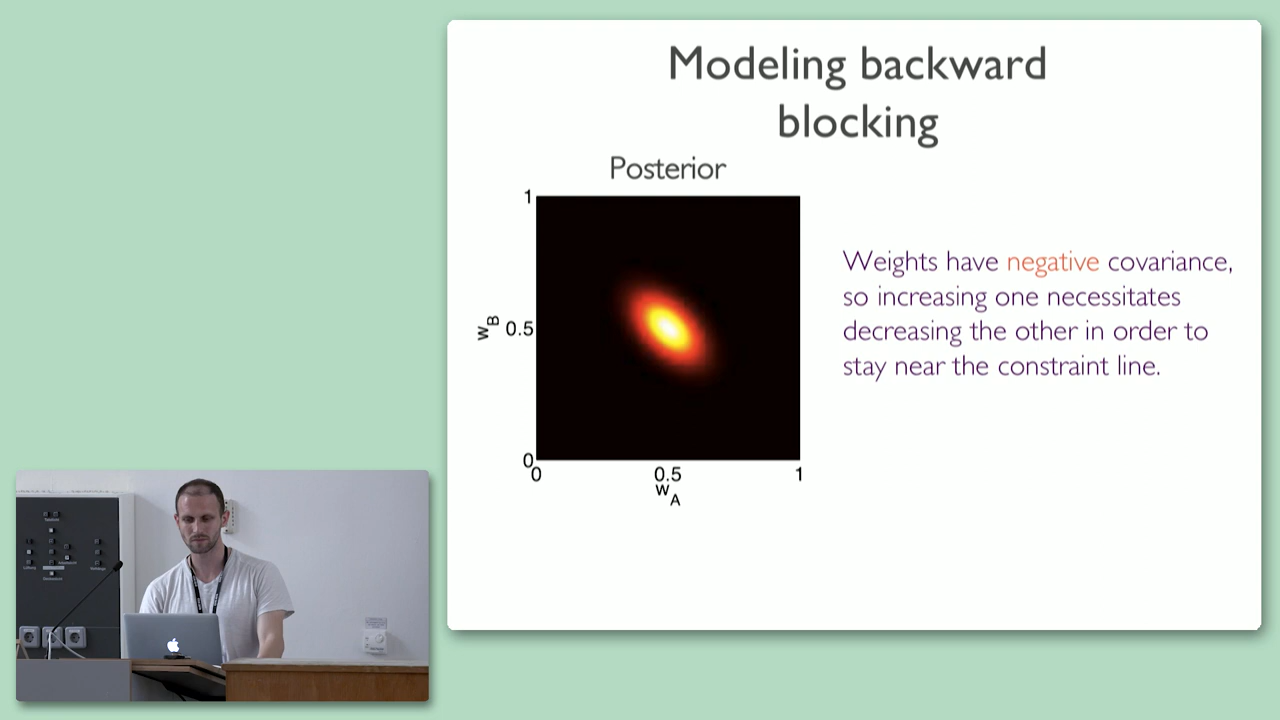 Modeling backward
blocking
Posterior
1
w_B 0.5
0
0 0.5 1
w_A
Weights have negative covariance,
so increasing one necessitates
decreasing the other in order to
stay near the constraint line.